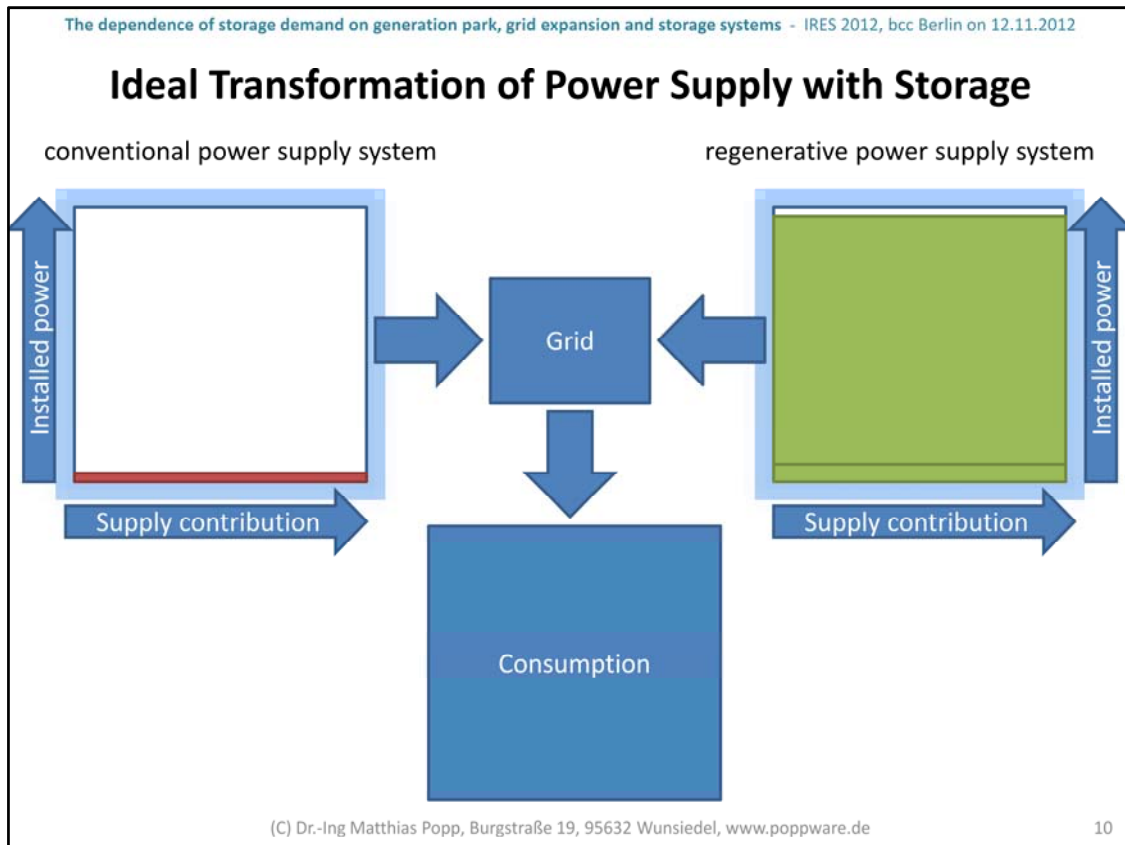 The dependence of storage demand on generation park, grid expansion and storage systems - IRES 2012, bcc Berlin on 12.11.2012
Ideal Transformation of Power Supply with Storage
conventional power supply system
regenerative power supply system
Installed power
Grid
Installed power
Supply contribution
Supply contribution
Consumption
(C) Dr.-Ing Matthias Popp, Burgstraße 19, 95632 Wunsiedel, www.poppware.de
10